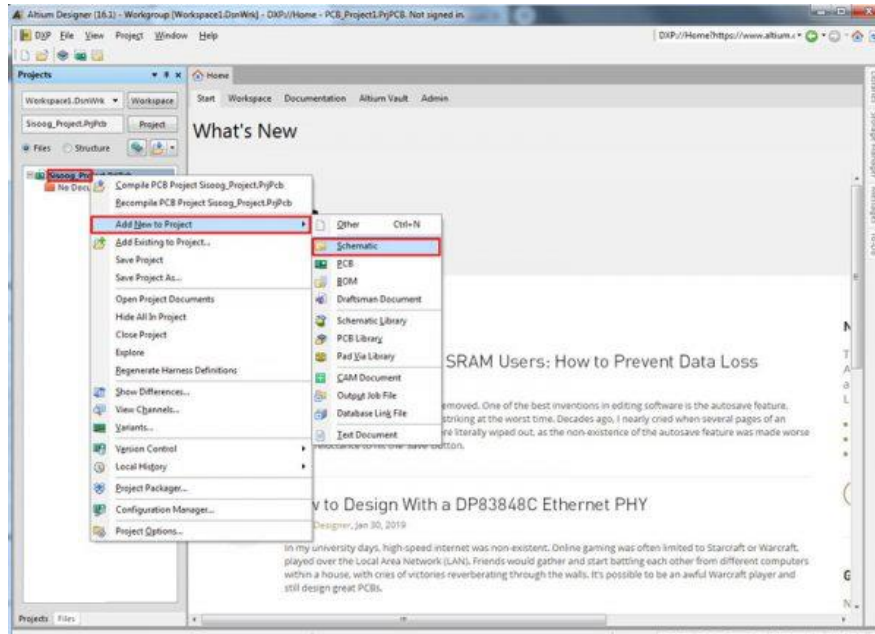 Altium Designer (16.1) - Workgroup [Workspace1.DsnWrk] - DXP://Home - PCB_Project1.PrjPCB. Not signed in.
DXP File View Project Window Help
DXP://Home?https://www.altium.c
Projects
Home
Workspace1.DsnWrk Workspace
Start Workspace Documentation Altium Vault Admin
Sisoog_Project.PrjPcb Project
What's New
Files Structure
No Docu
Compile PCB Project Sisoog_Project.PrjPcb
Recompile PCB Project Sisoog_Project.PrjPcb
Add New to Project
Add Existing to Project...
Save Project
Save Project As...
Open Project Documents
Hide All In Project
Close Project
Explore
Regenerate Harness Definitions
Show Differences...
View Channels...
Variants...
Version Control
Local History
Project Packager...
Configuration Manager...
Project Options...
Other Ctrl+N
Schematic
PCB
BOM
Draftsman Document
Schematic Library
PCB Library
Pad Via Library
CAM Document
Output Job File
Database Link File
Text Document
SRAM Users: How to Prevent Data Loss
emoved. One of the best inventions in editing software is the autosave feature.
striking at the worst time. Decades ago, I nearly cried when several pages of an
re literally wiped out, as the non-existence of the autosave feature was made worse
button.
to Design With a DP83848C Ethernet PHY
Designer, Jan 30, 2019
In my university days, high-speed internet was non-existent. Online gaming was often limited to Starcraft or Warcraft,
played over the Local Area Network (LAN). Friends would gather and start battling each other from different computers
within a house, with cries of victories reverberating through the walls. It's possible to be an awful Warcraft player and
still design great PCBs.
Projects Files